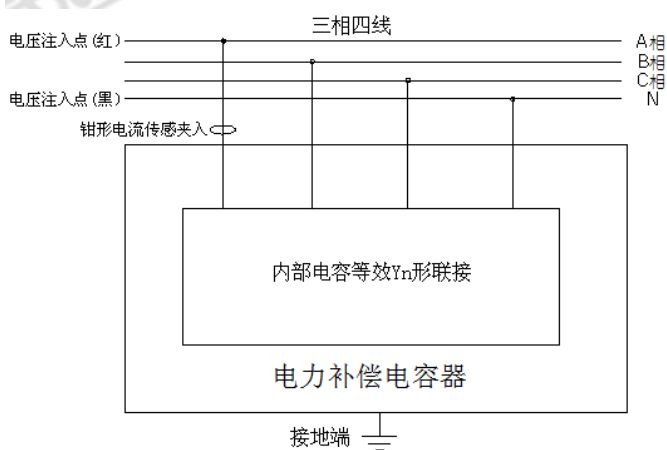 三相四线
电压注入点(红)
A相
B相
C相
电压注入点(黑)
N
钳形电流传感夹入
内部电容等效Yn形联接
电力补偿电容器
接地端